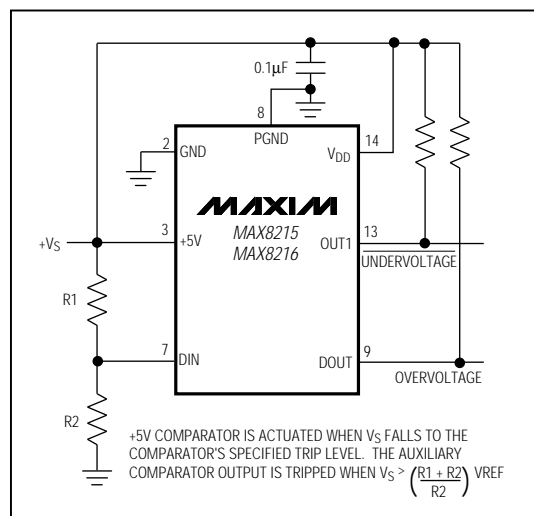 0.1µF
8
PGND
2
GND
14
VDD
MAXIM
MAX8215
MAX8216
+VS
3
+5V
13
OUT1
UNDERVOLTAGE
R1
7
DIN
9
DOUT
OVERVOLTAGE
R2
+5V COMPARATOR IS ACTUATED WHEN VS FALLS TO THE
COMPARATOR'S SPECIFIED TRIP LEVEL. THE AUXILIARY
COMPARATOR OUTPUT IS TRIPPED WHEN VS > (R1 + R2 / R2) VREF